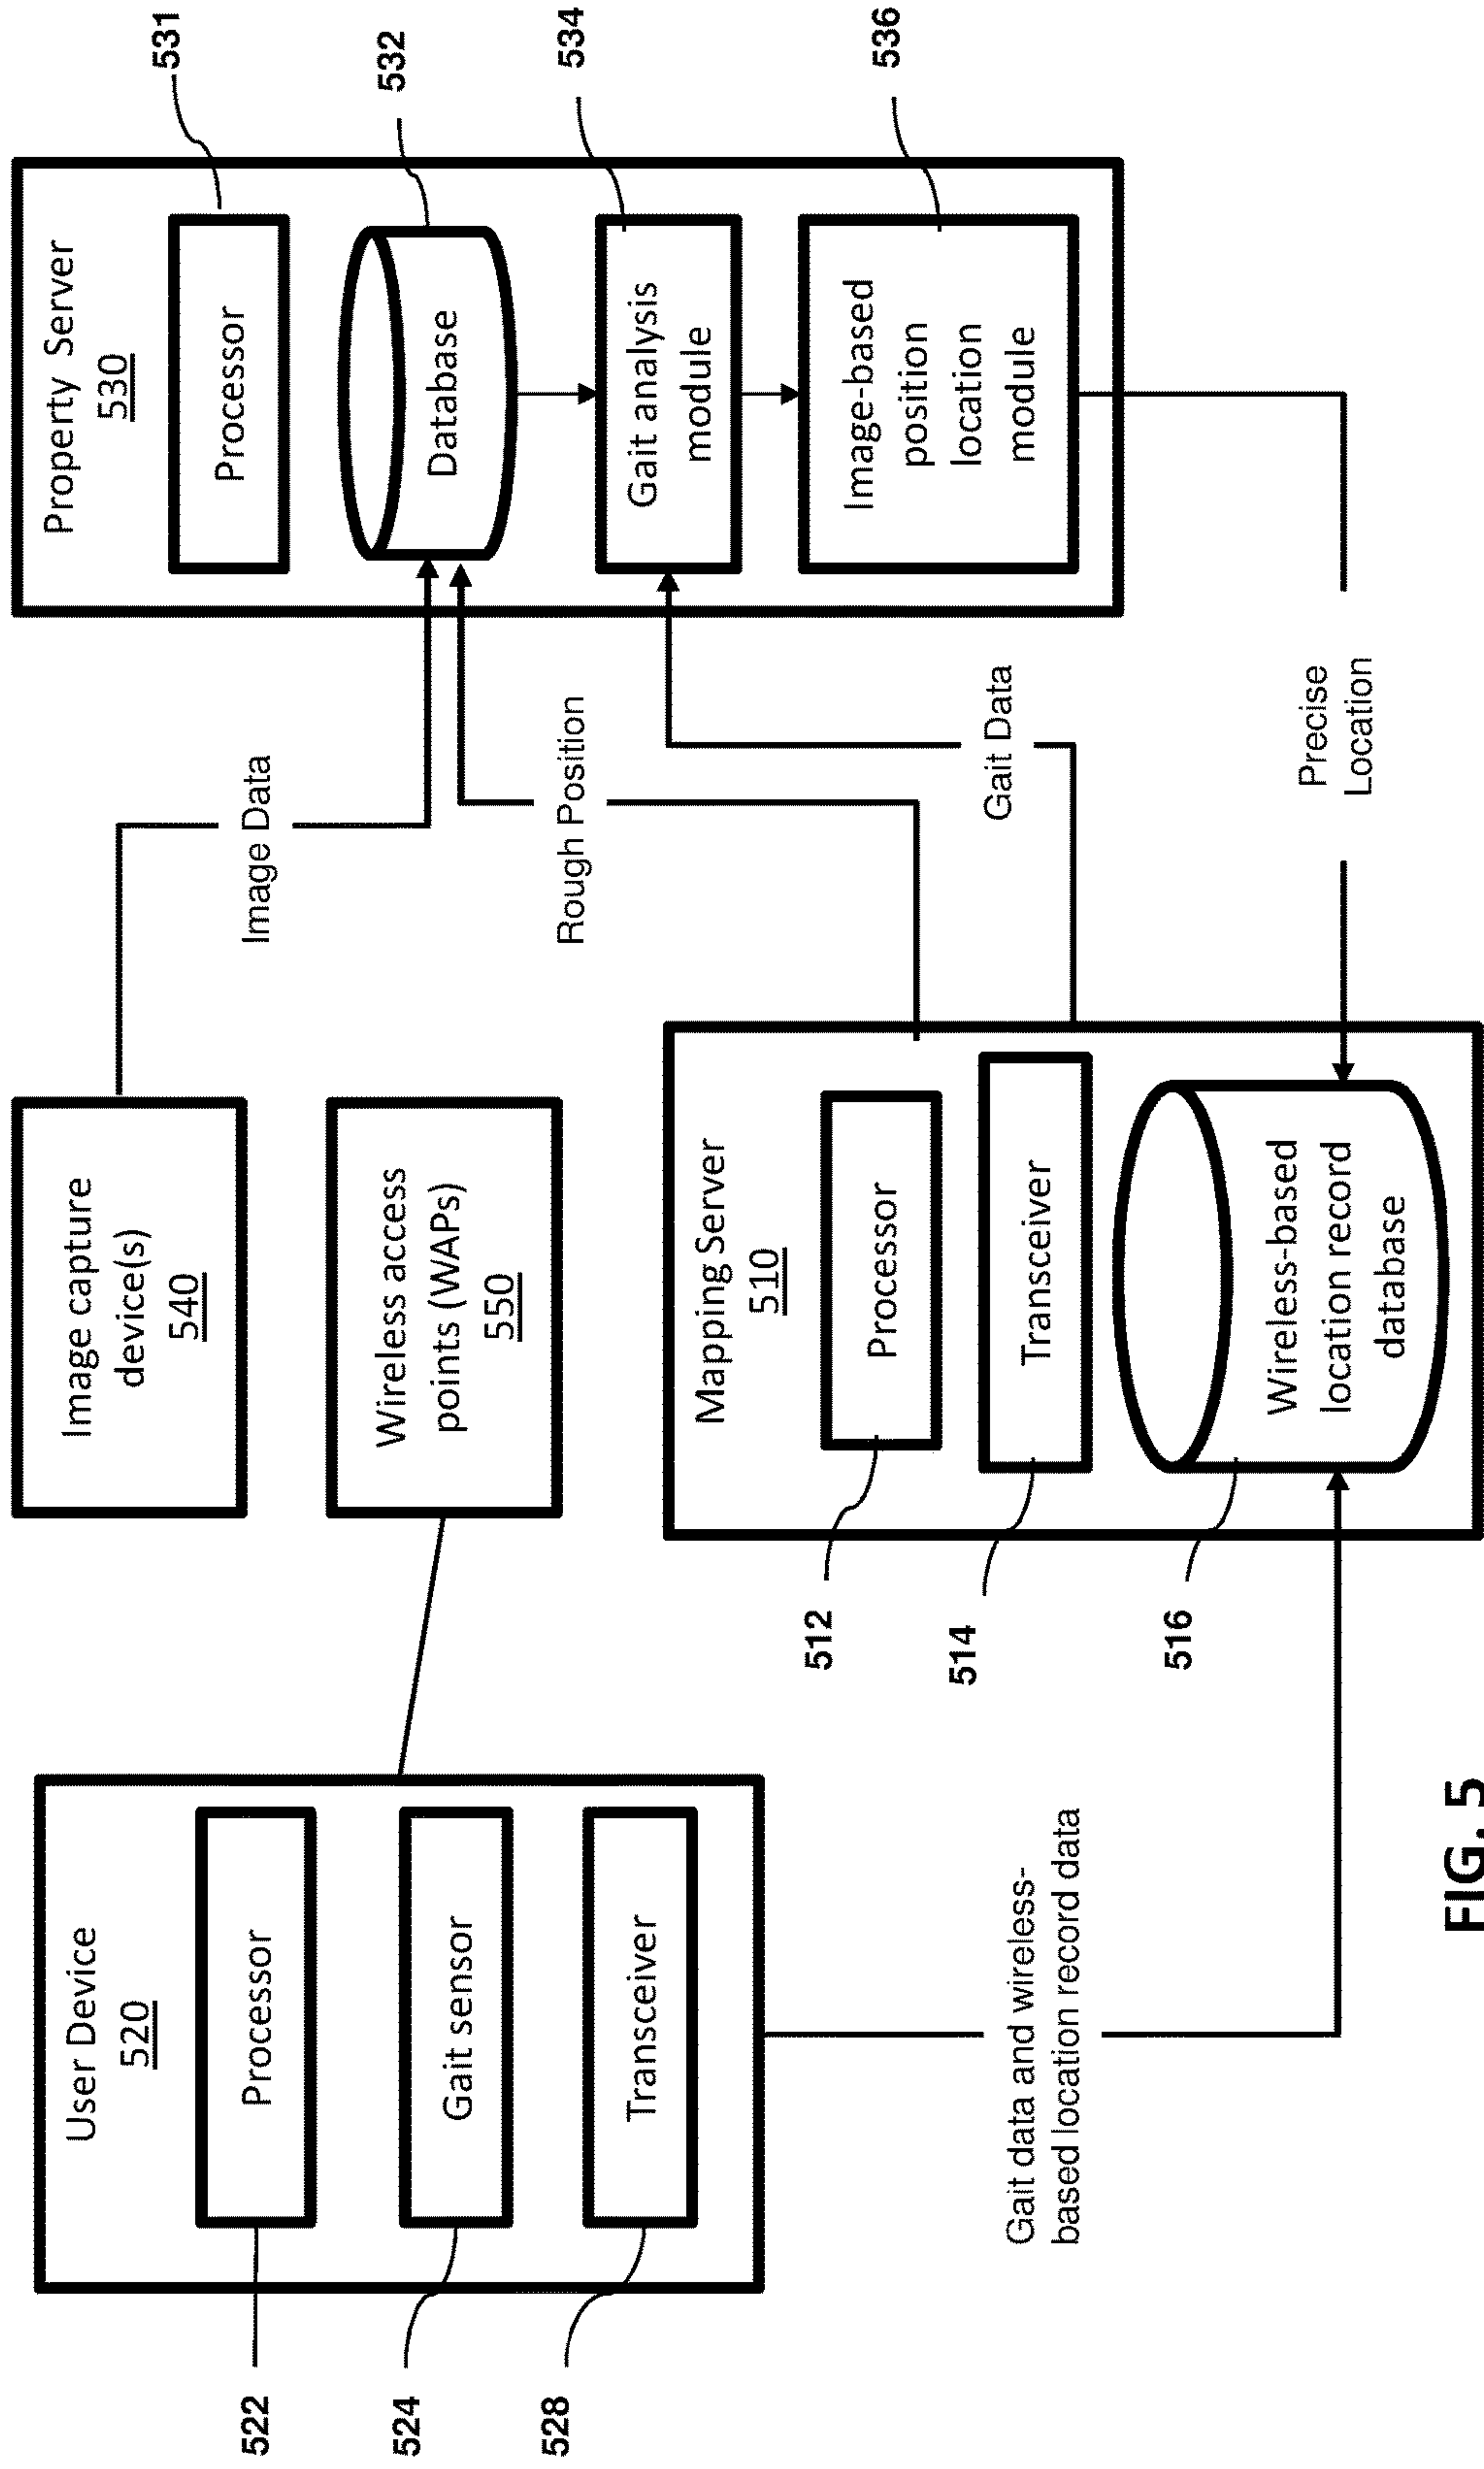 User Device
520
Processor
Gait sensor
Transceiver
522
524
528
Gait data and wireless-
based location record data
Image capture
device(s)
540
Wireless access
points (WAPs)
550
Mapping Server
510
Processor
Transceiver
Wireless-based
location record
database
512
514
516
Image Data
Rough Position
Gait Data
Precise
Location
Property Server
530
Processor
Database
Gait analysis
module
Image-based
position
location
module
531
532
534
536
FIG. 5